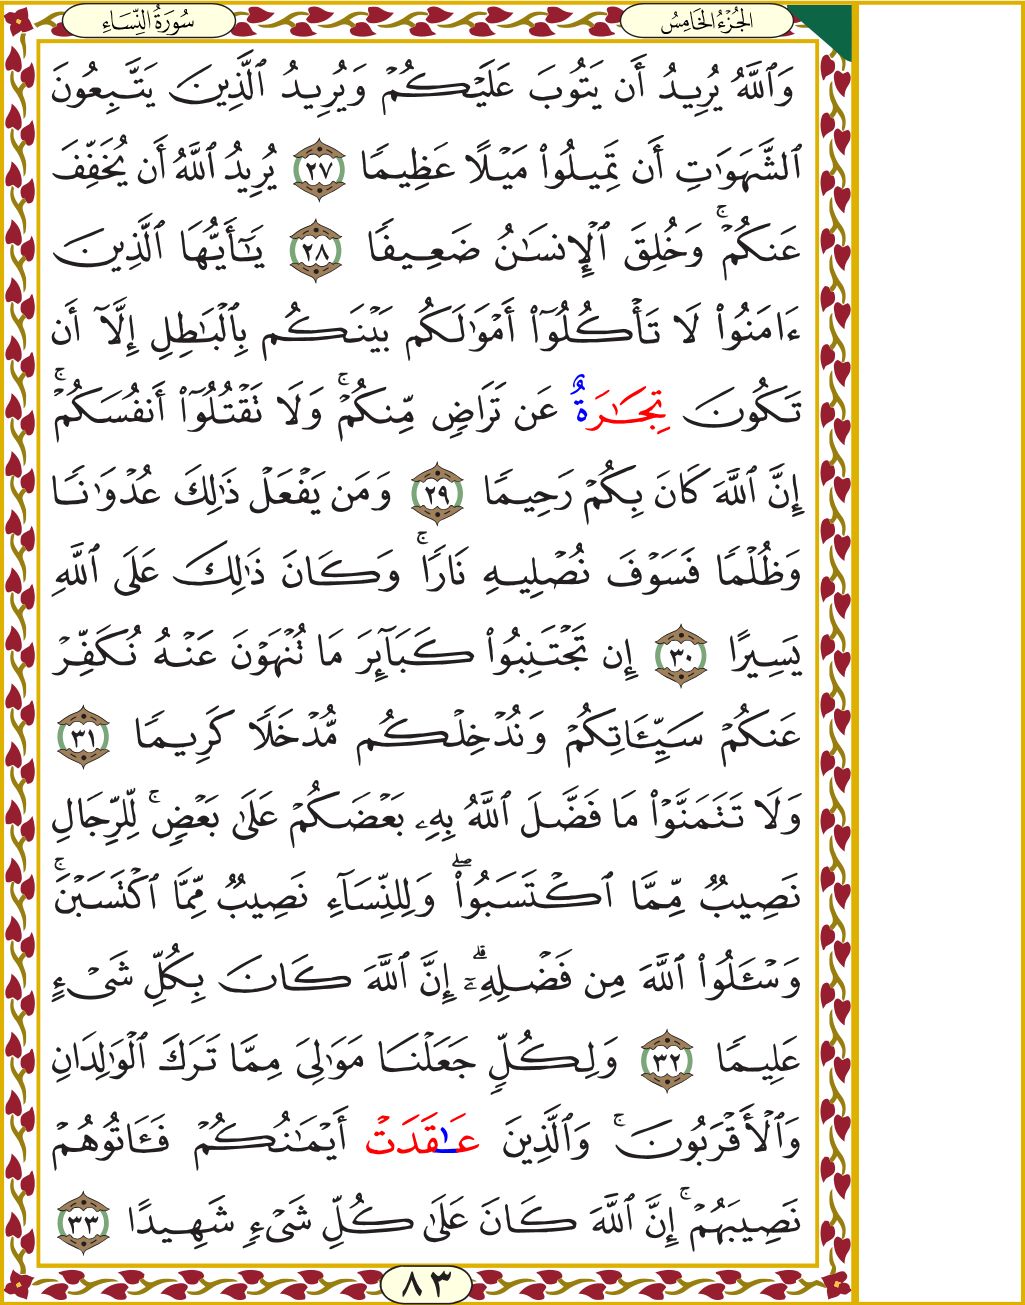 الجُزْءُ الخَامِسُ
سُورَةُ النِّسَاءِ
وَٱللَّهُ يُرِيدُ أَن يَتُوبَ عَلَيْكُمْ وَيُرِيدُ ٱلَّذِينَ يَتَّبِعُونَ
ٱلشَّهَوَٰتِ أَن تَمِيلُوا۟ مَيْلًا عَظِيمًا ٢٧ يُرِيدُ ٱللَّهُ أَن يُخَفِّفَ
عَنكُمْ ۚ وَخُلِقَ ٱلْإِنسَٰنُ ضَعِيفًا ٢٨ يَٰٓأَيُّهَا ٱلَّذِينَ
ءَامَنُوا۟ لَا تَأْكُلُوٓا۟ أَمْوَٰلَكُم بَيْنَكُم بِٱلْبَٰطِلِ إِلَّآ أَن
تَكُونَ تِجَٰرَةٌ عَن تَرَاضٍ مِّنكُمْ ۚ وَلَا تَقْتُلُوٓا۟ أَنفُسَكُمْ ۚ
إِنَّ ٱللَّهَ كَانَ بِكُمْ رَحِيمًا ٢٩ وَمَن يَفْعَلْ ذَٰلِكَ عُدْوَٰنًا
وَظُلْمًا فَسَوْفَ نُصْلِيهِ نَارًا ۚ وَكَانَ ذَٰلِكَ عَلَى ٱللَّهِ
يَسِيرًا ٣٠ إِن تَجْتَنِبُوا۟ كَبَآئِرَ مَا تُنْهَوْنَ عَنْهُ نُكَفِّرْ
عَنكُمْ سَيِّـَٔاتِكُمْ وَنُدْخِلْكُم مُّدْخَلًا كَرِيمًا ٣١
وَلَا تَتَمَنَّوْا۟ مَا فَضَّلَ ٱللَّهُ بِهِۦ بَعْضَكُمْ عَلَىٰ بَعْضٍ ۚ لِّلرِّجَالِ
نَصِيبٌ مِّمَّا ٱكْتَسَبُوا۟ ۖ وَلِلنِّسَآءِ نَصِيبٌ مِّمَّا ٱكْتَسَبْنَ ۚ
وَسْـَٔلُوا۟ ٱللَّهَ مِن فَضْلِهِۦٓ ۗ إِنَّ ٱللَّهَ كَانَ بِكُلِّ شَىْءٍ
عَلِيمًا ٣٢ وَلِكُلٍّ جَعَلْنَا مَوَٰلِىَ مِمَّا تَرَكَ ٱلْوَٰلِدَانِ
وَٱلْأَقْرَبُونَ ۚ وَٱلَّذِينَ عَٰقَدَتْ أَيْمَٰنُكُمْ فَـَٔاتُوهُمْ
نَصِيبَهُمْ ۚ إِنَّ ٱللَّهَ كَانَ عَلَىٰ كُلِّ شَىْءٍ شَهِيدًا ٣٣
٨٣